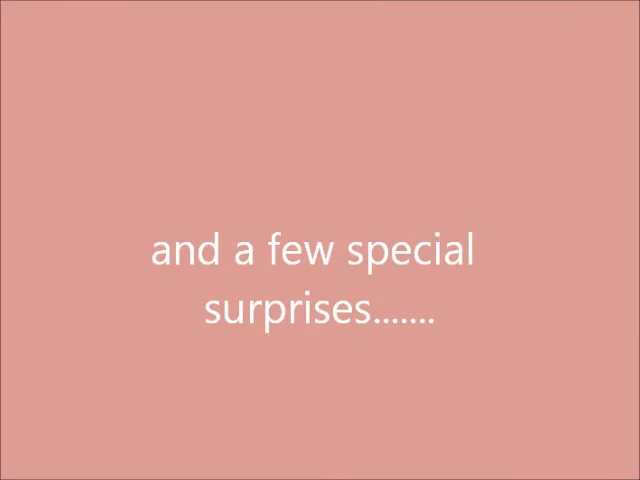 and a few special
surprises.......